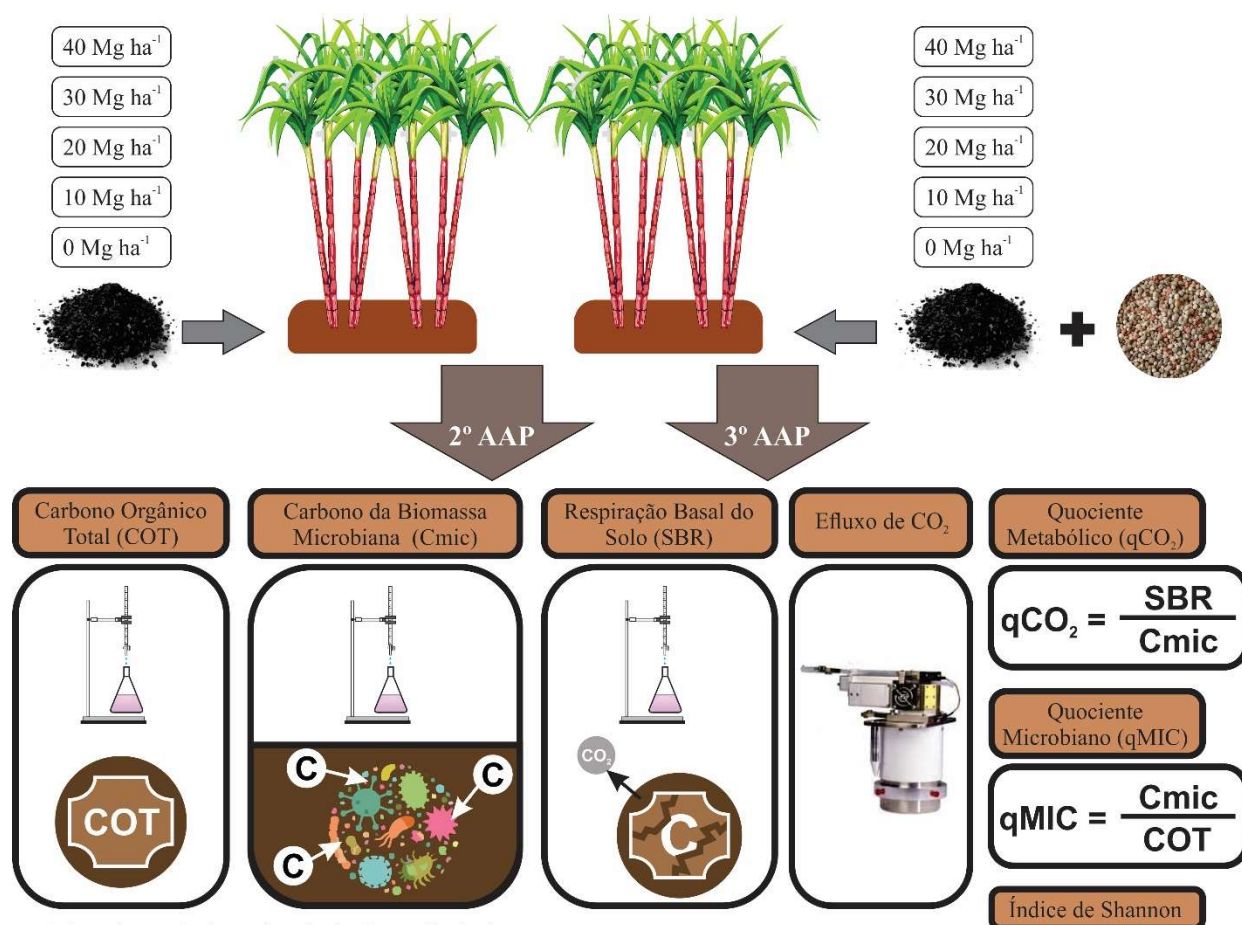 40 Mg ha⁻¹
30 Mg ha⁻¹
20 Mg ha⁻¹
10 Mg ha⁻¹
0 Mg ha⁻¹
40 Mg ha⁻¹
30 Mg ha⁻¹
20 Mg ha⁻¹
10 Mg ha⁻¹
0 Mg ha⁻¹
2º AAP
3º AAP
Carbono Orgânico
Total (COT)
COT
Carbono da Biomassa
Microbiana (Cmic)
C
C
C
Respiração Basal do
Solo (SBR)
CO₂
C
Efluxo de CO₂
Quociente
Metabólico (qCO₂)
qCO₂ = SBR
Cmic
Quociente
Microbiano (qMIC)
qMIC = Cmic
COT
Índice de Shannon